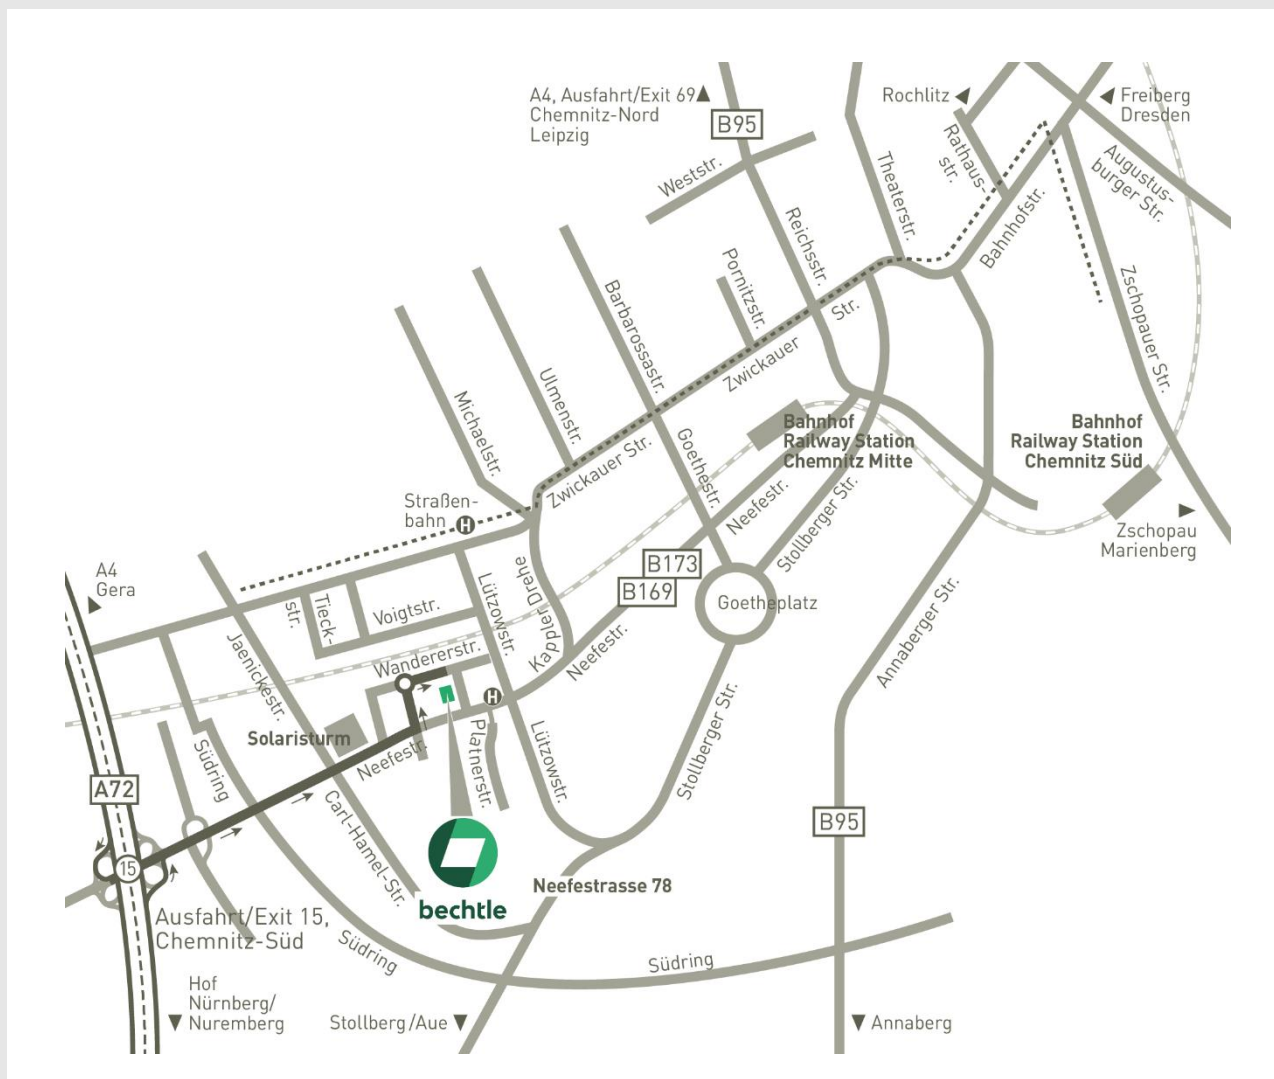 A4, Ausfahrt/Exit 69
Chemnitz-Nord
Leipzig
B95
Rochlitz
Freiberg
Dresden
Weststr.
Theaterstr.
Rathaus-
str.
Augustus-
burger Str.
Reichsstr.
Bahnhofstr.
Pornitzstr.
Barbarossastr.
Str.
Zschopauer Str.
Zwickauer
Ulmenstr.
Michaelstr.
Bahnhof
Railway Station
Chemnitz Mitte
Bahnhof
Railway Station
Chemnitz Süd
Goethestr.
Zwickauer Str.
Neefestr.
Stollberger Str.
Straßen-
bahn
H
Zschopau
Marienberg
A4
Gera
B173
B169
Goetheplatz
Kappler Drehe
Lützowstr.
Tieck-
str.
Voigtstr.
Jaenickestr.
Wandererstr.
Neefestr.
Annaberger Str.
H
Solaristurm
Neefestr.
Platnerstr.
Lützowstr.
Stollberger Str.
Südring
A72
B95
Carl-Hamel-Str.
15
bechtle
Neefestrasse 78
Ausfahrt/Exit 15,
Chemnitz-Süd
Südring
Südring
Hof
Nürnberg/
Nuremberg
Stollberg/Aue
Annaberg